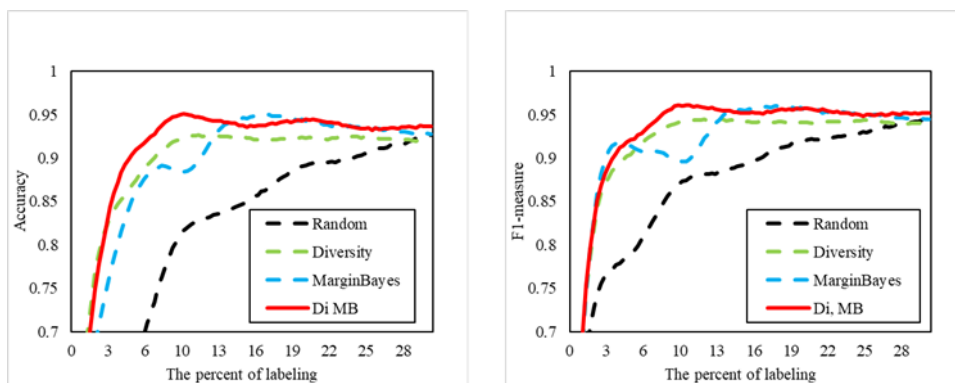 1
0.95
0.9
0.85
0.8
0.75
0.7
Accuracy
Random
Diversity
MarginBayes
Di MB
0 3 6 10 13 16 19 22 25 28
The percent of labeling
1
0.95
0.9
0.85
0.8
0.75
0.7
F1-measure
Random
Diversity
MarginBayes
Di, MB
0 3 6 10 13 16 19 22 25 28
The percent of labeling